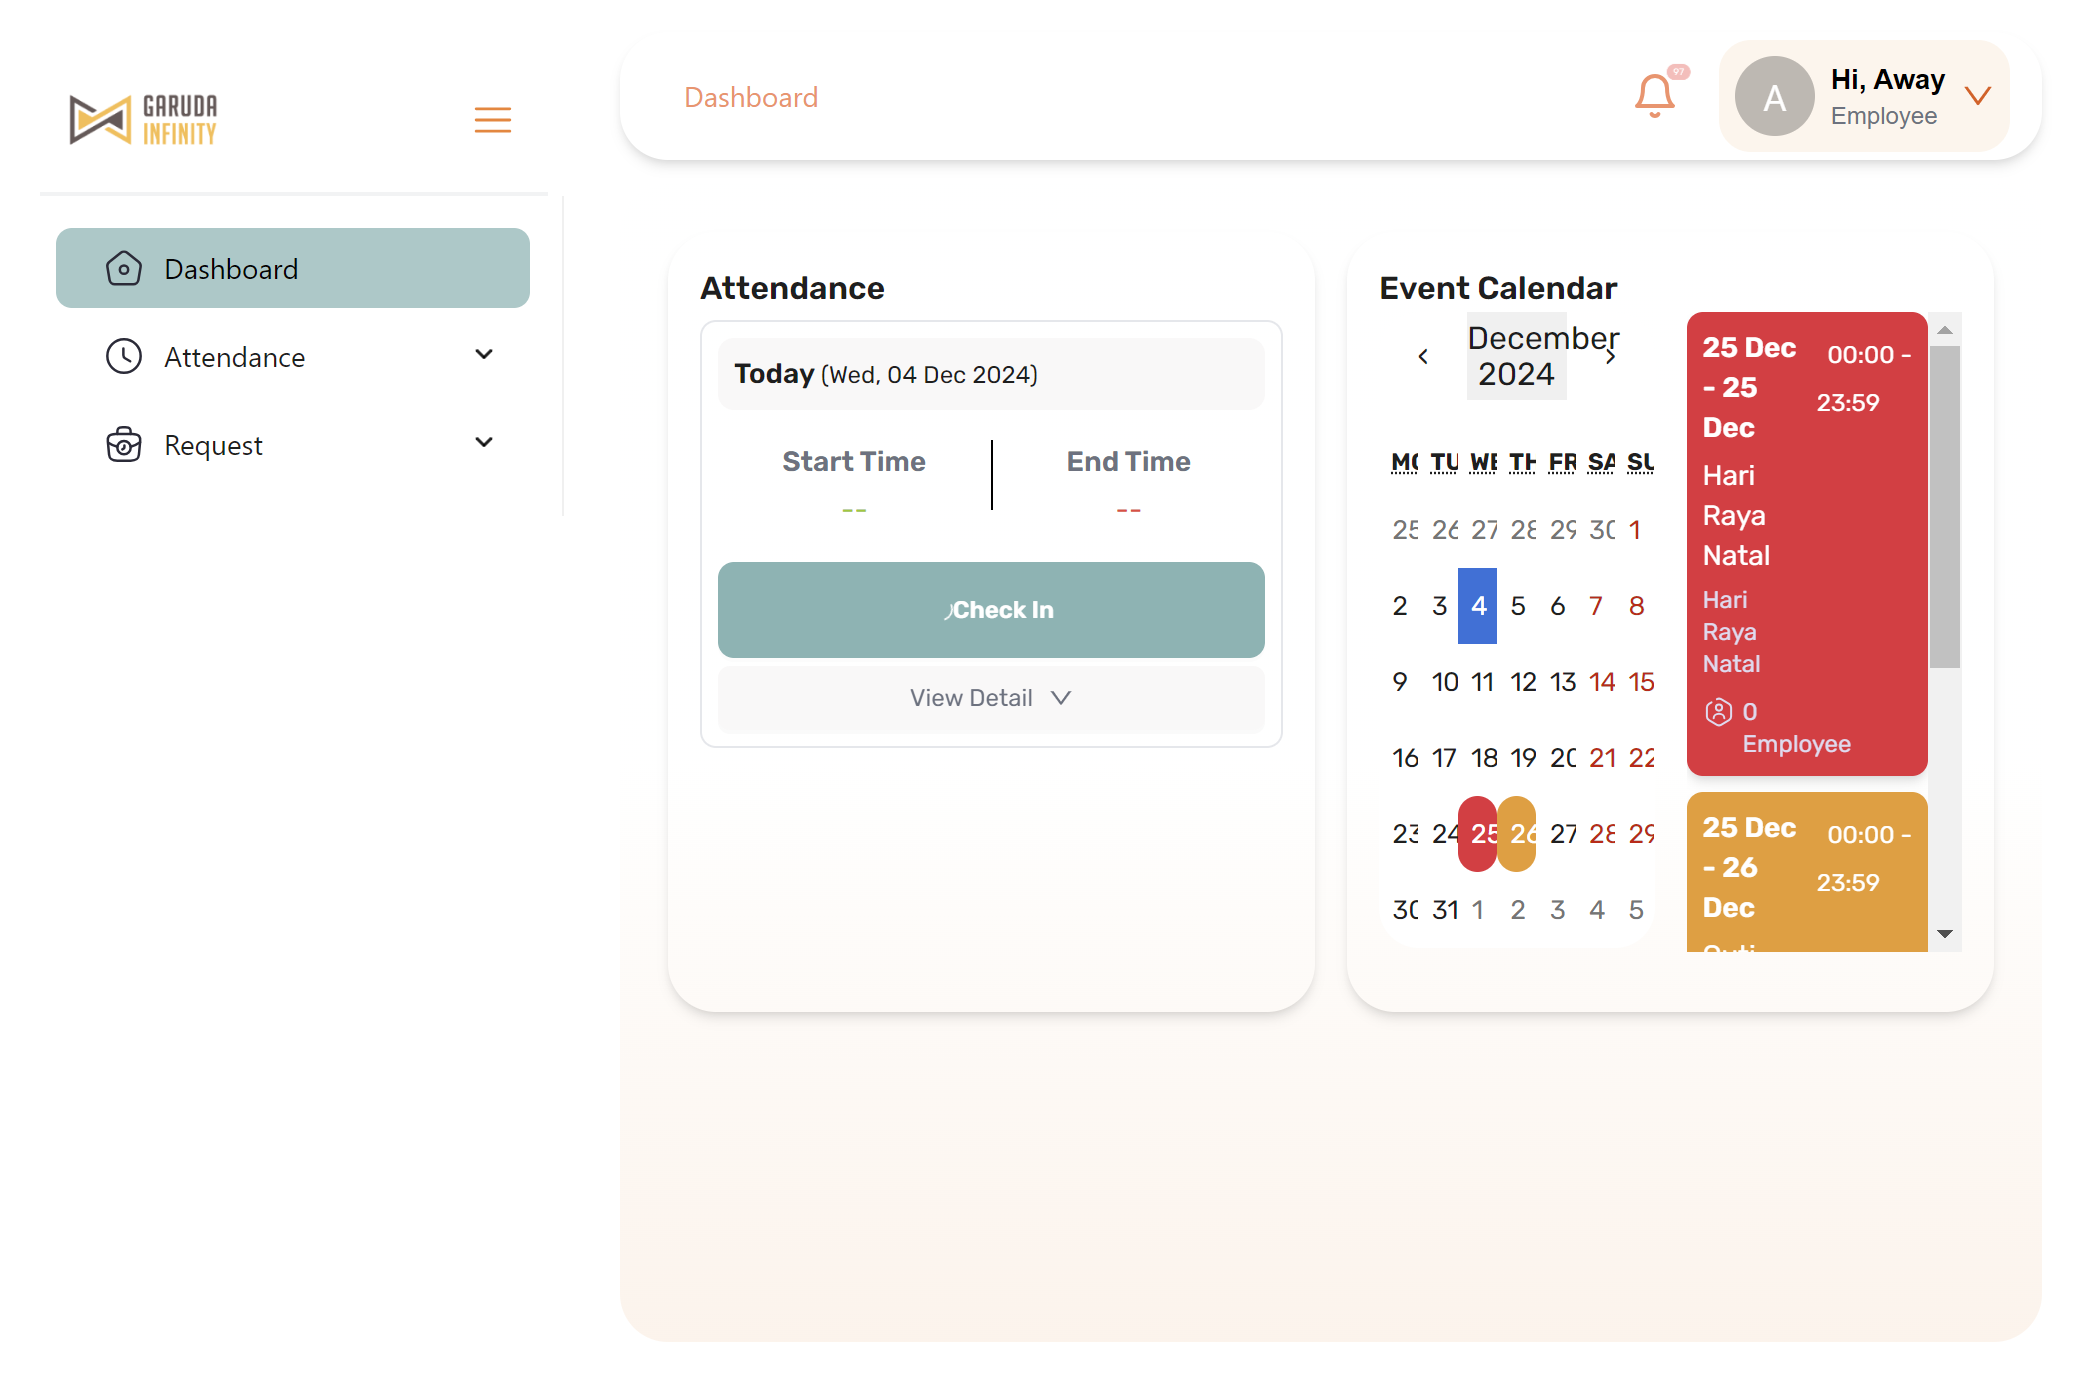 GARUDA
INFINITY
Dashboard
Attendance
Request
Dashboard
97
A
Hi, Away
Employee
Attendance
Today (Wed, 04 Dec 2024)
Start Time
End Time
--
--
Check In
View Detail
Event Calendar
December
2024
MO TU WE TH FR SA SU
25 26 27 28 29 30 1
2 3 4 5 6 7 8
9 10 11 12 13 14 15
16 17 18 19 20 21 22
23 24 25 26 27 28 29
30 31 1 2 3 4 5
25 Dec
- 25
Dec
00:00 -
23:59
Hari
Raya
Natal
Hari
Raya
Natal
0
Employee
25 Dec
- 26
Dec
00:00 -
23:59
Cuti